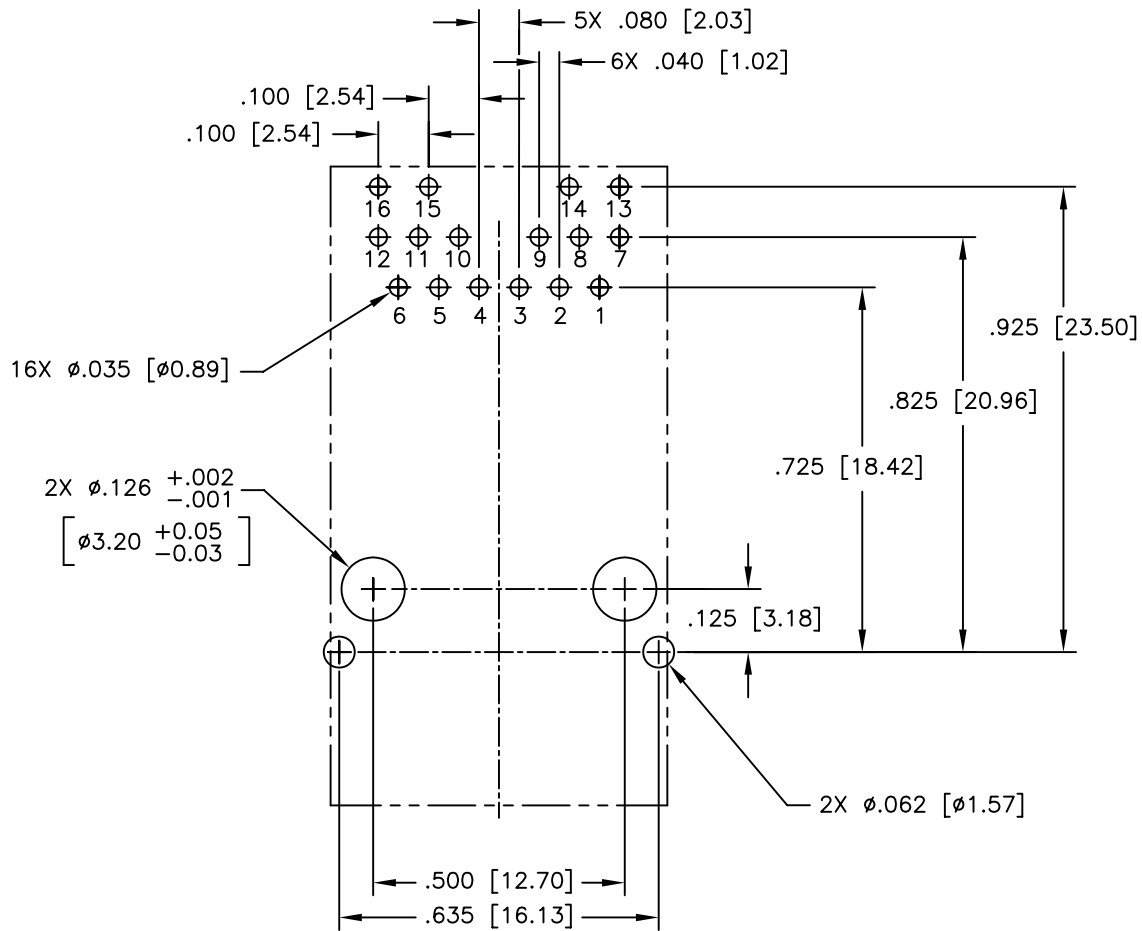 5X .080 [2.03]
6X .040 [1.02]
.100 [2.54]
.100 [2.54]
16 15 14 13
12 11 10 9 8 7
6 5 4 3 2 1
.925 [23.50]
16X ø.035 [ø0.89]
.825 [20.96]
.725 [18.42]
2X ø.126 +.002
-.001
[ø3.20 +0.05
-0.03 ]
.125 [3.18]
2X ø.062 [ø1.57]
.500 [12.70]
.635 [16.13]